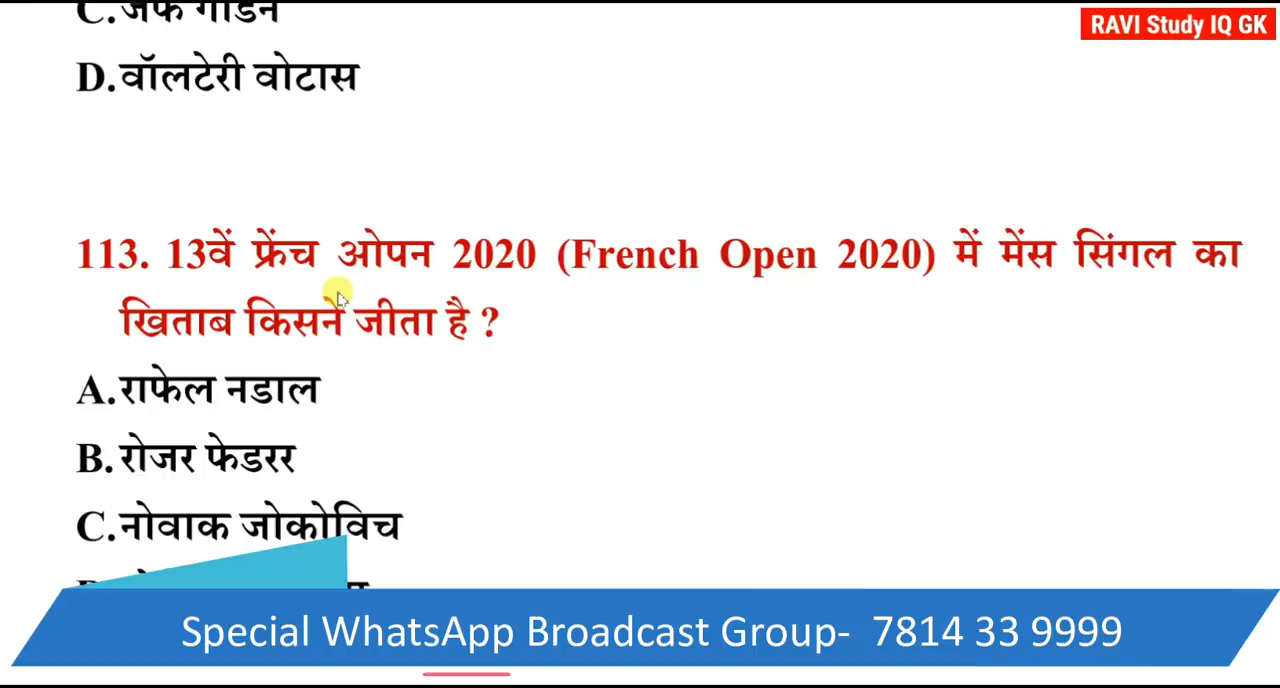 C.जेफ गोर्डन
RAVI Study IQ GK
D.वॉलटेरी वोटास
113. 13वें फ्रेंच ओपन 2020 (French Open 2020) में मेंस सिंगल का
खिताब किसने जीता है ?
A.राफेल नडाल
B.रोजर फेडरर
C.नोवाक जोकोविच
Special WhatsApp Broadcast Group- 7814 33 9999